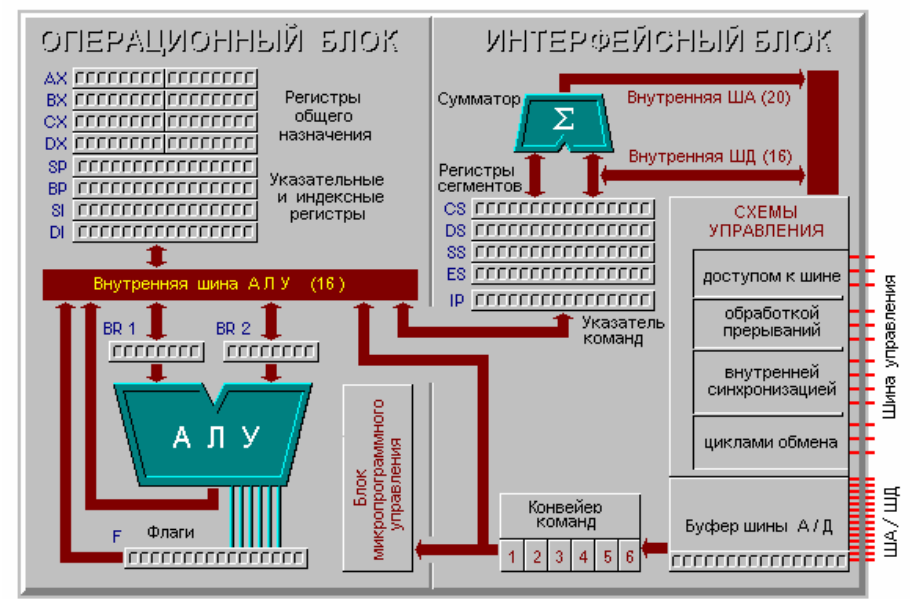 ОПЕРАЦИОННЫЙ БЛОК
AX
BX
CX
DX
SP
BP
SI
DI
Регистры
общего
назначения
Указательные
и индексные
регистры
Внутренняя шина А Л У (16)
BR 1
BR 2
А Л У
F
Флаги
Блок
микропрограммного
управления
ИНТЕРФЕЙСНЫЙ БЛОК
Сумматор
Σ
Внутренняя ША (20)
Внутренняя ШД (16)
Регистры
сегментов
CS
DS
SS
ES
IP
Указатель
команд
СХЕМЫ
УПРАВЛЕНИЯ
доступом к шине
обработкой
прерываний
внутренней
синхронизацией
циклами обмена
Буфер шины А / Д
Конвейер
команд
1 2 3 4 5 6
Шина управления
ША / ШД